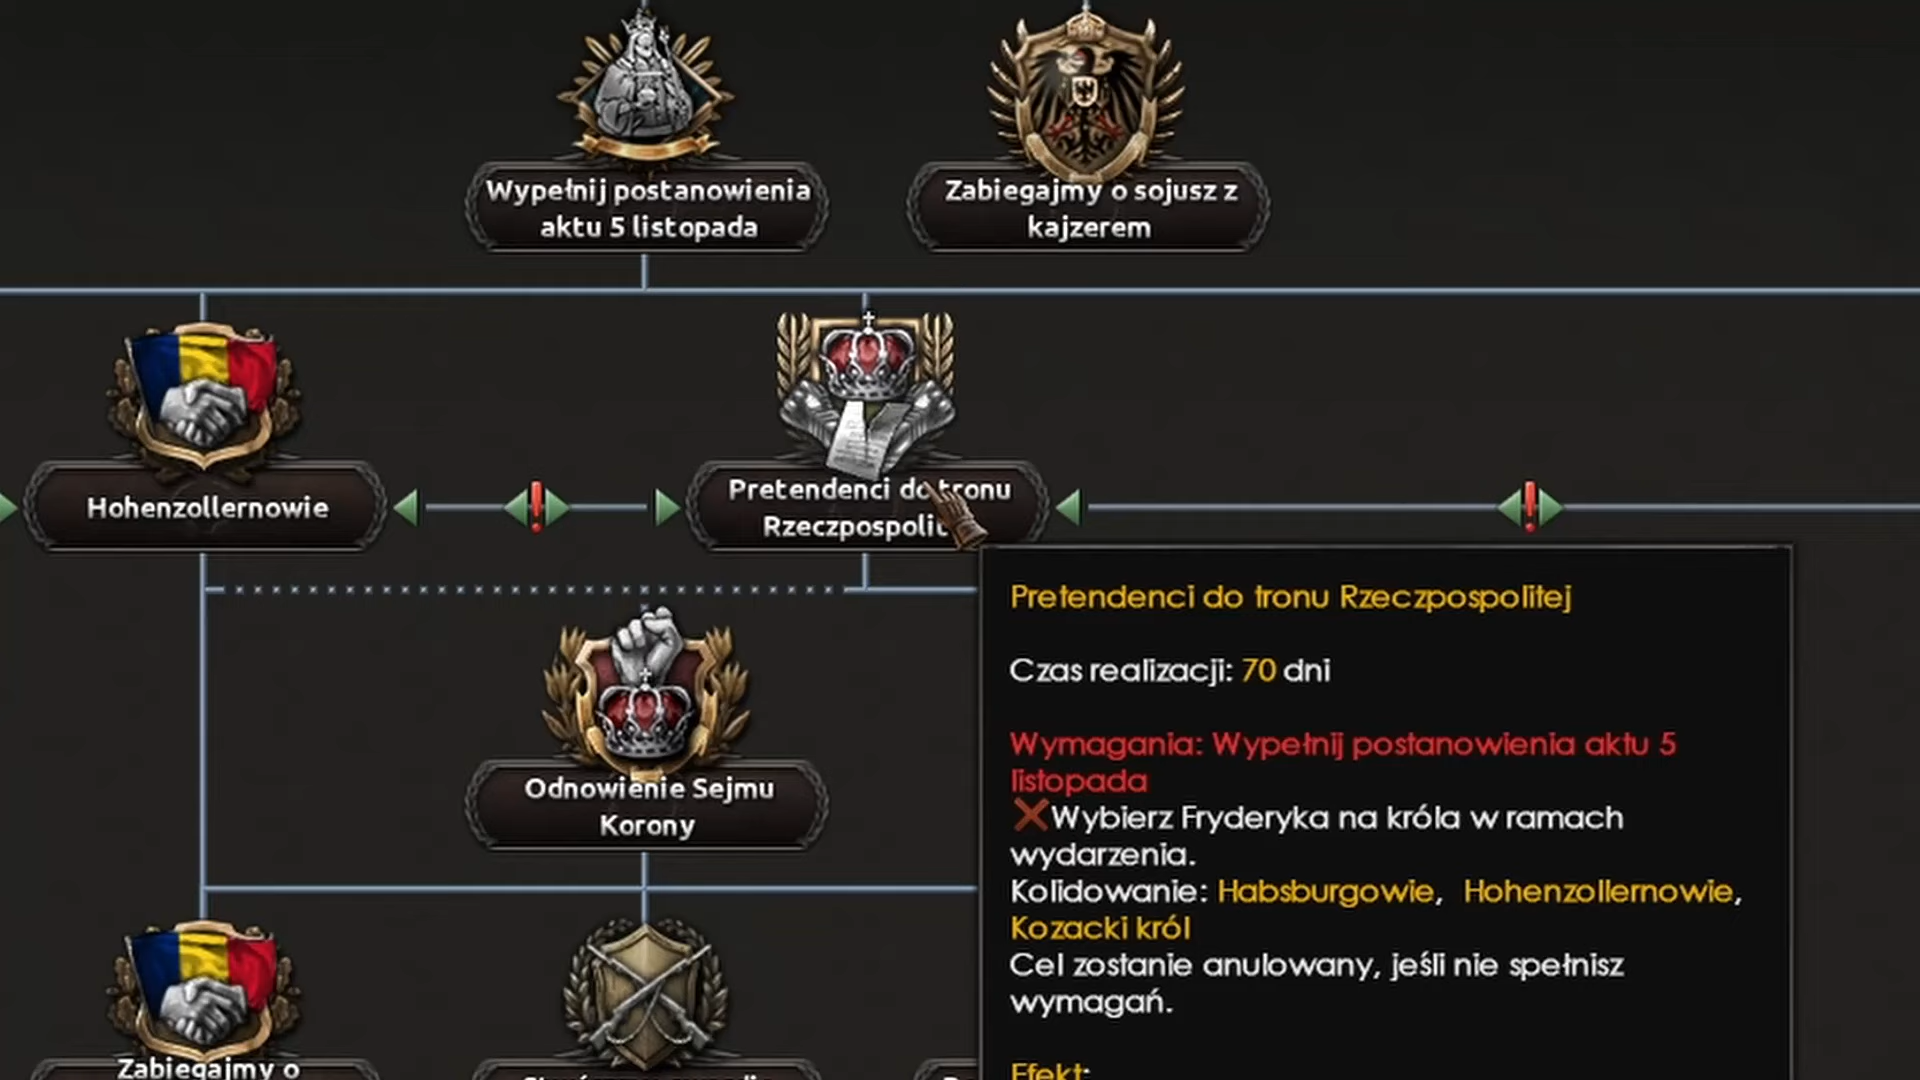 Wypełnij postanowienia
aktu 5 listopada
Zabiegajmy o sojusz z
kajzerem
Hohenzollernowie
Pretendenci do tronu
Rzeczpospolit
Odnowienie Sejmu
Korony
Pretendenci do tronu Rzeczpospolitej
Czas realizacji: 70 dni
Wymagania: Wypełnij postanowienia aktu 5
listopada
Wybierz Fryderyka na króla w ramach
wydarzenia.
Kolidowanie: Habsburgowie, Hohenzollernowie,
Kozacki król
Cel zostanie anulowany, jeśli nie spełnisz
wymagań.
Efekt:
Zabiegajmy o